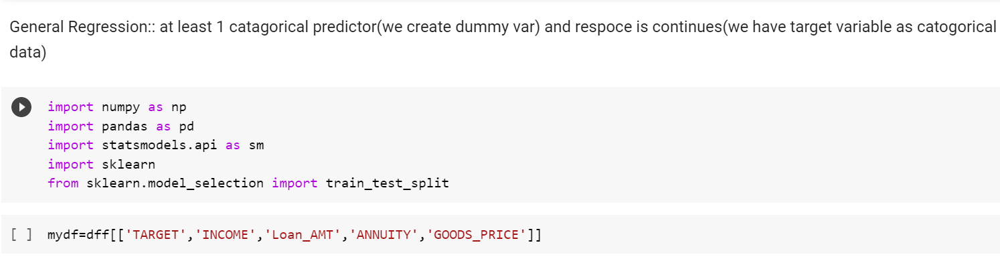 General Regression:: at least 1 catagorical predictor(we create dummy var) and respoce is continues(we have target variable as catogorical
data)
import numpy as np
import pandas as pd
import statsmodels.api as sm
import sklearn
from sklearn.model_selection import train_test_split
[ ] mydf=dff[['TARGET','INCOME','Loan_AMT','ANNUITY','GOODS_PRICE']]